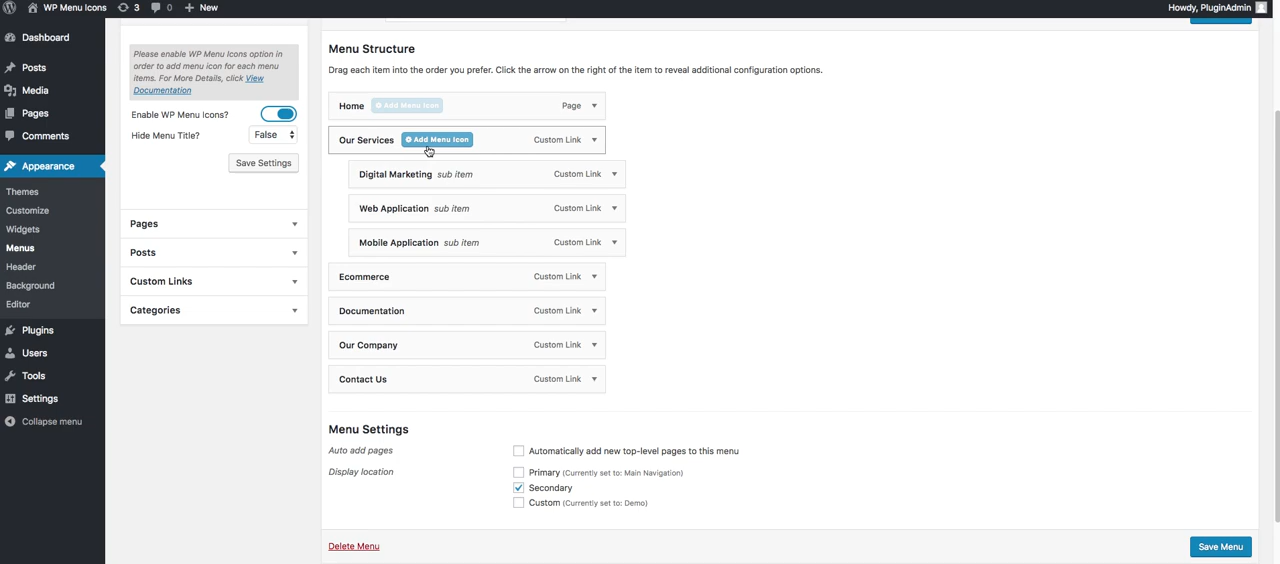 WP Menu Icons 3 0 New Howdy, PluginAdmin
Dashboard
Posts
Media
Pages
Comments
Appearance
Themes
Customize
Widgets
Menus
Header
Background
Editor
Plugins
Users
Tools
Settings
Collapse menu
Please enable WP Menu Icons option in
order to add menu icon for each menu
items. For More Details, click View
Documentation
Enable WP Menu Icons?
Hide Menu Title? False
Save Settings
Pages
Posts
Custom Links
Categories
Menu Structure
Drag each item into the order you prefer. Click the arrow on the right of the item to reveal additional configuration options.
Home Add Menu Icon Page
Our Services Add Menu Icon Custom Link
Digital Marketing sub item Custom Link
Web Application sub item Custom Link
Mobile Application sub item Custom Link
Ecommerce Custom Link
Documentation Custom Link
Our Company Custom Link
Contact Us Custom Link
Menu Settings
Auto add pages Automatically add new top-level pages to this menu
Display location Primary (Currently set to: Main Navigation)
Secondary
Custom (Currently set to: Demo)
Delete Menu Save Menu